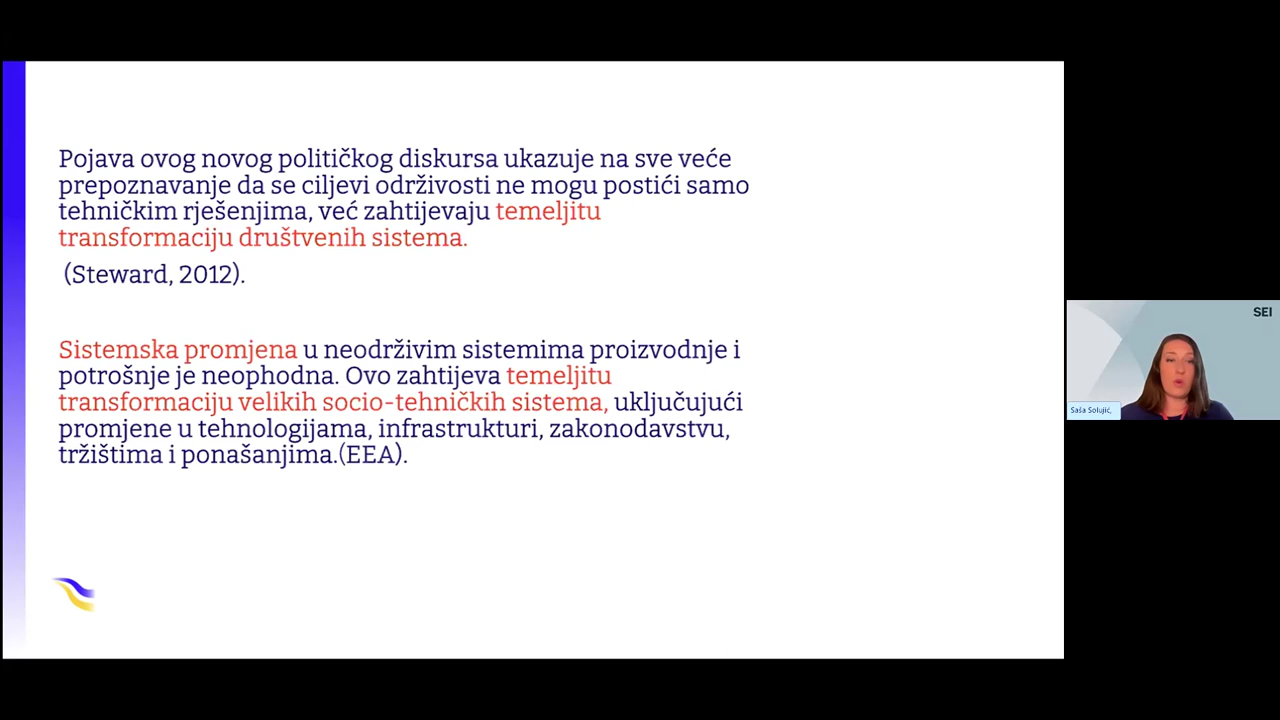 Pojava ovog novog političkog diskursa ukazuje na sve veće
prepoznavanje da se ciljevi održivosti ne mogu postići samo
tehničkim rješenjima, već zahtijevaju temeljitu
transformaciju društvenih sistema.
(Steward, 2012).
Sistemska promjena u neodrživim sistemima proizvodnje i
potrošnje je neophodna. Ovo zahtijeva temeljitu
transformaciju velikih socio-tehničkih sistema, uključujući
promjene u tehnologijama, infrastrukturi, zakonodavstvu,
tržištima i ponašanjima.(EEA).
SEI
Saša Solujić,